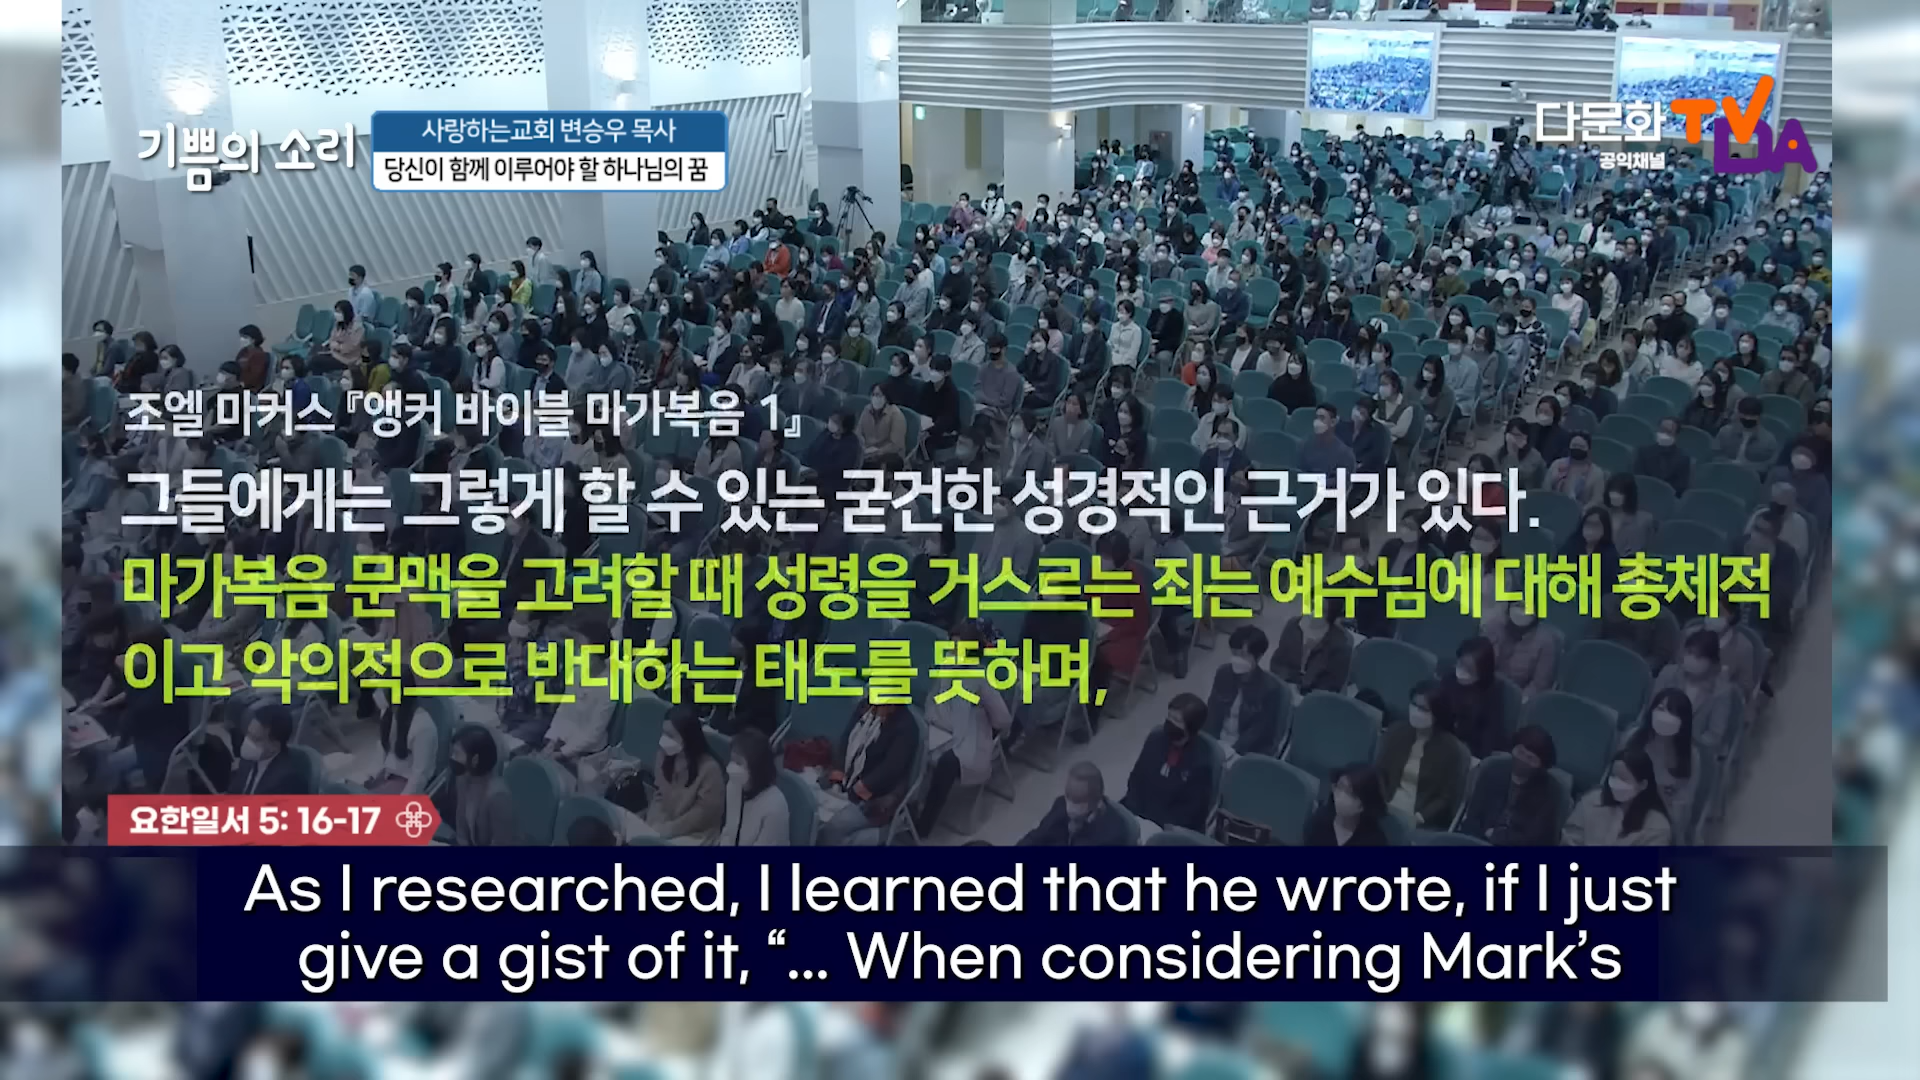 기쁨의 소리
사랑하는교회 변승우 목사
당신이 함께 이루어야 할 하나님의 꿈
다문화 TV
공익채널
조엘 마커스 『앵커 바이블 마가복음 1』
그들에게는 그렇게 할 수 있는 굳건한 성경적인 근거가 있다.
마가복음 문맥을 고려할 때 성령을 거스르는 죄는 예수님에 대해 총체적
이고 악의적으로 반대하는 태도를 뜻하며,
요한일서 5: 16-17
As I researched, I learned that he wrote, if I just
give a gist of it, “... When considering Mark’s